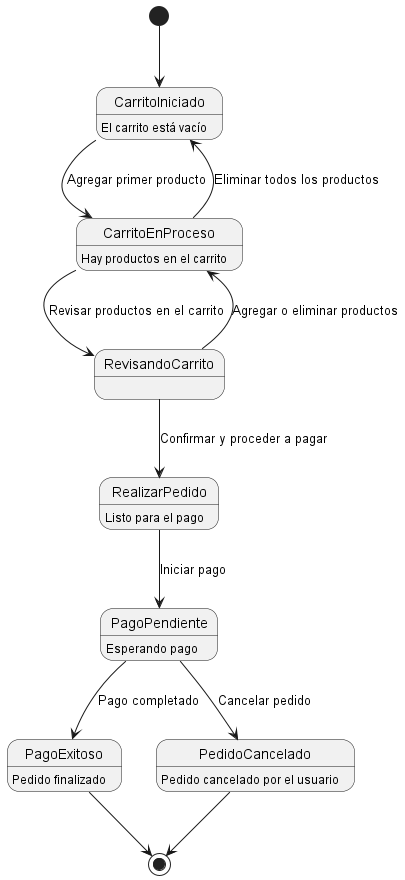 CarritoIniciado
El carrito está vacío
Agregar primer producto
Eliminar todos los productos
CarritoEnProceso
Hay productos en el carrito
Revisar productos en el carrito
Agregar o eliminar productos
RevisandoCarrito
Confirmar y proceder a pagar
RealizarPedido
Listo para el pago
Iniciar pago
PagoPendiente
Esperando pago
Pago completado
Cancelar pedido
PagoExitoso
Pedido finalizado
PedidoCancelado
Pedido cancelado por el usuario